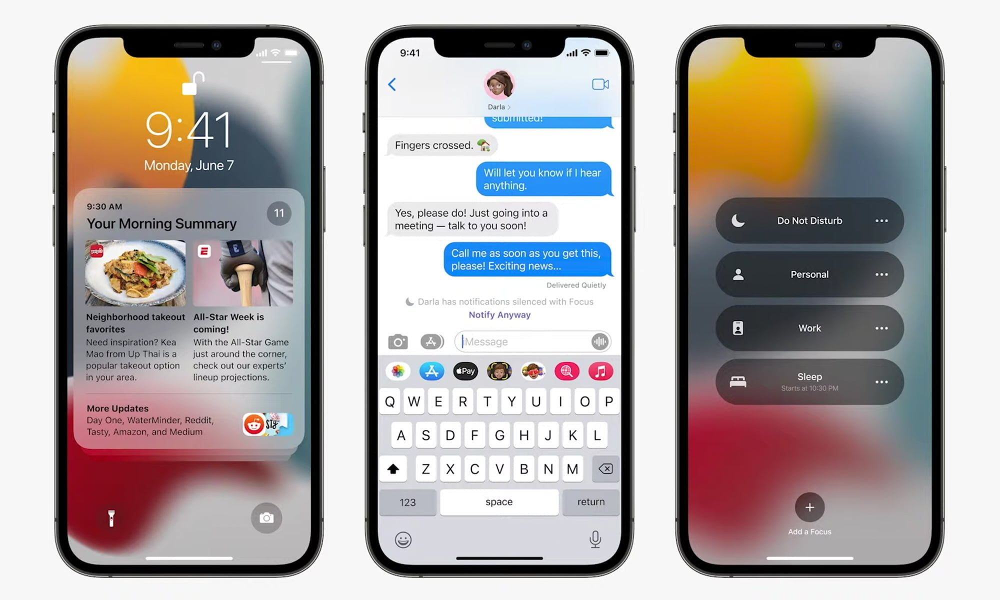 9:41
Monday, June 7
9:30 AM
11
Your Morning Summary
yelp
E
Neighborhood takeout
favorites
Need inspiration? Kea
Mao from Up Thai is a
popular takeout option
in your area.
All-Star Week is
coming!
With the All-Star Game
just around the corner,
check out our experts'
lineup projections.
More Updates
Day One, WaterMinder, Reddit,
Tasty, Amazon, and Medium
STY
9:41
Darla >
submitted!
Fingers crossed.
Will let you know if I hear
anything.
Yes, please do! Just going into a
meeting — talk to you soon!
Call me as soon as you get this,
please! Exciting news...
Delivered Quietly
Darla has notifications silenced with Focus
Notify Anyway
iMessage
Pay
Q W E R T Y U I O P
A S D F G H J K L
Z X C V B N M
123 space return
Do Not Disturb
Personal
Work
Sleep
Starts at 10:30 PM
+
Add a Focus